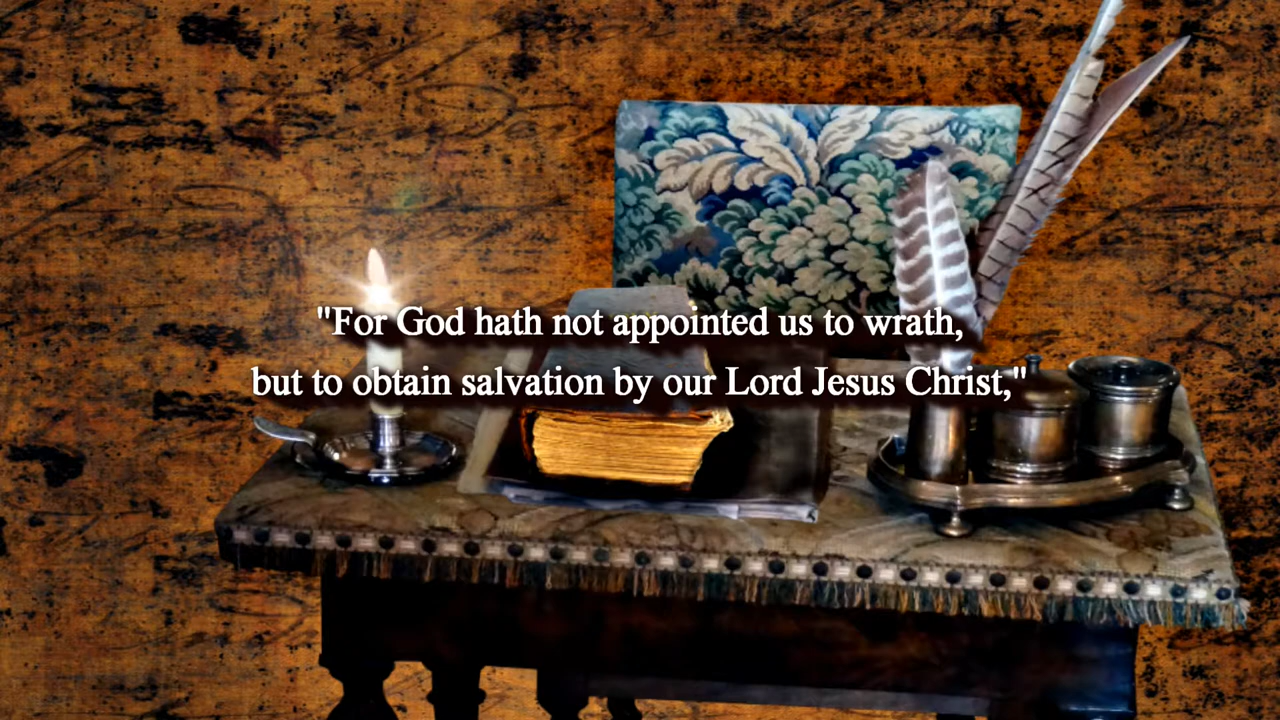 "For God hath not appointed us to wrath,
but to obtain salvation by our Lord Jesus Christ,"